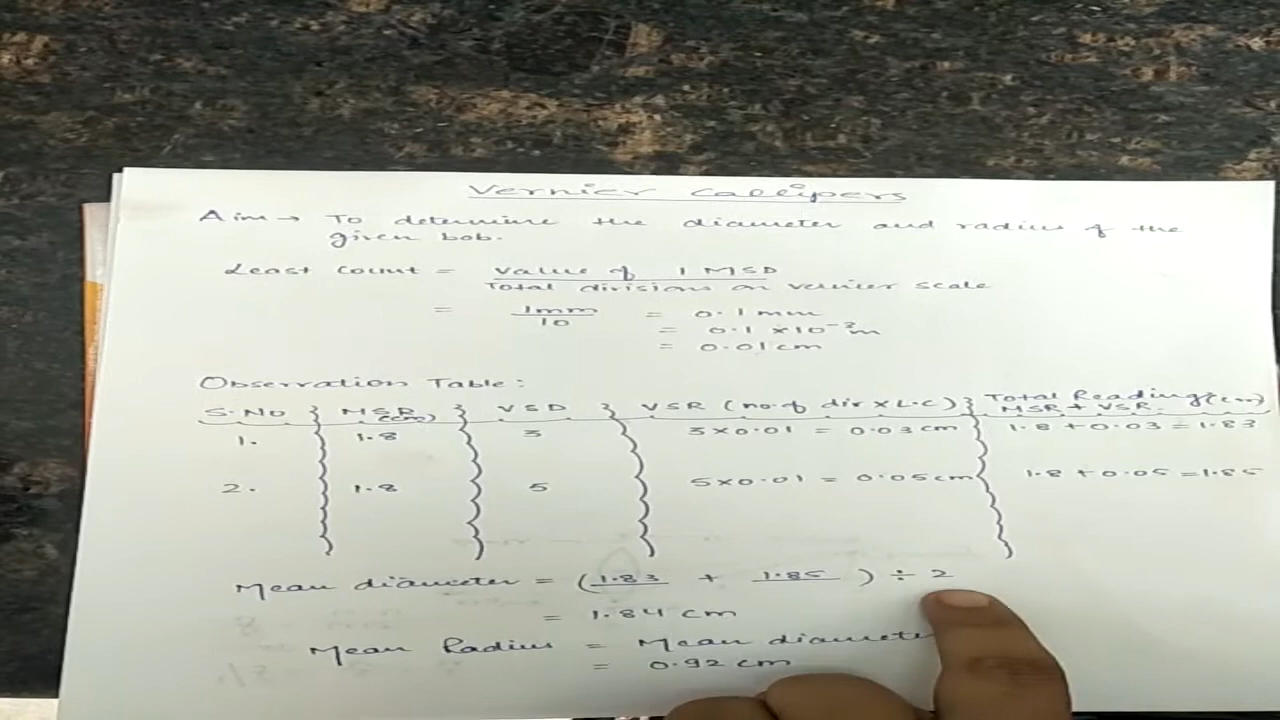 Vernier Callipers
Aim → To determine the diameter and radius of the
given bob.
Least Count = Value of 1 MSD
Total divisions on vernier scale
= 1mm = 0.1 mm
10
= 0.1 × 10⁻³m
= 0.01 cm
Observation Table:
S.NO MSR (cm) VSD VSR (no. of div × L.C) Total Reading (cm) MSR + VSR.
1. 1.8 3 3×0.01 = 0.03 cm 1.8 + 0.03 = 1.83
2. 1.8 5 5×0.01 = 0.05 cm 1.8 + 0.05 = 1.85
Mean diameter = (1.83 + 1.85) ÷ 2
= 1.84 cm
Mean Radius = Mean
= 0.92 cm